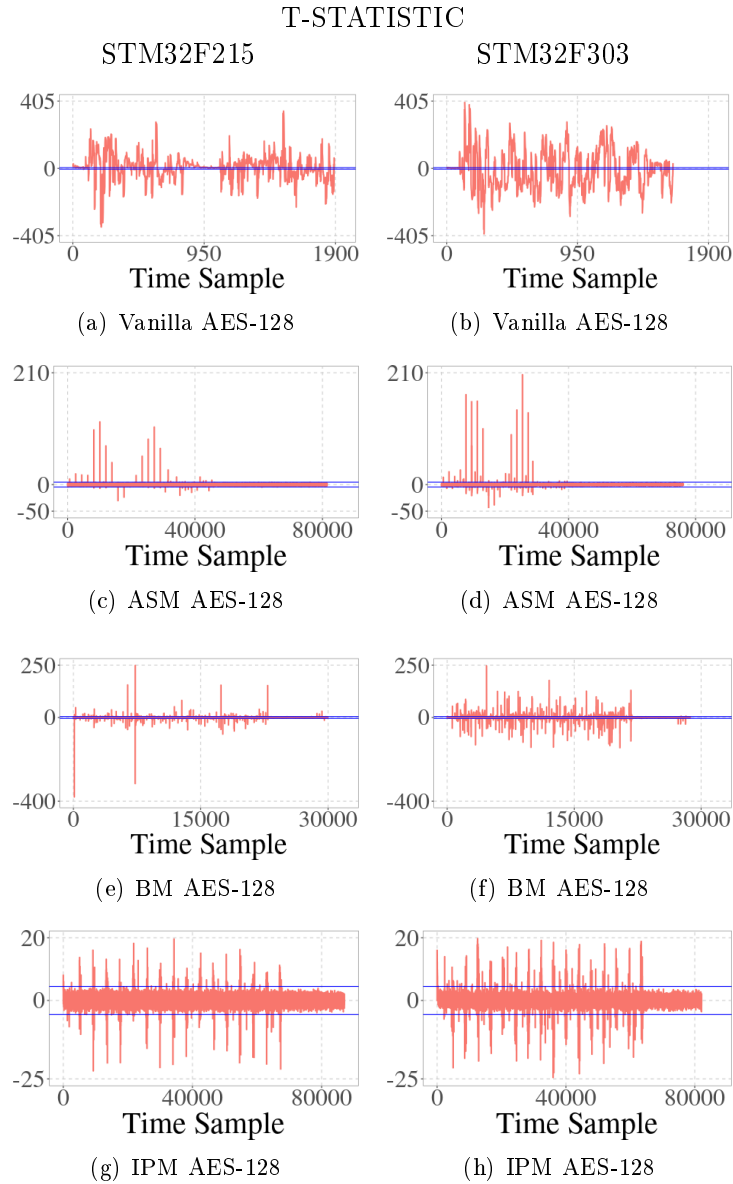 T-STATISTIC
STM32F215 STM32F303
405
0
-405
0 950 1900
Time Sample
(a) Vanilla AES-128
405
0
-405
0 950 1900
Time Sample
(b) Vanilla AES-128
210
0
-50
0 40000 80000
Time Sample
(c) ASM AES-128
210
0
-50
0 40000 80000
Time Sample
(d) ASM AES-128
250
0
-400
0 15000 30000
Time Sample
(e) BM AES-128
250
0
-400
0 15000 30000
Time Sample
(f) BM AES-128
20
0
-25
0 40000 80000
Time Sample
(g) IPM AES-128
20
0
-25
0 40000 80000
Time Sample
(h) IPM AES-128